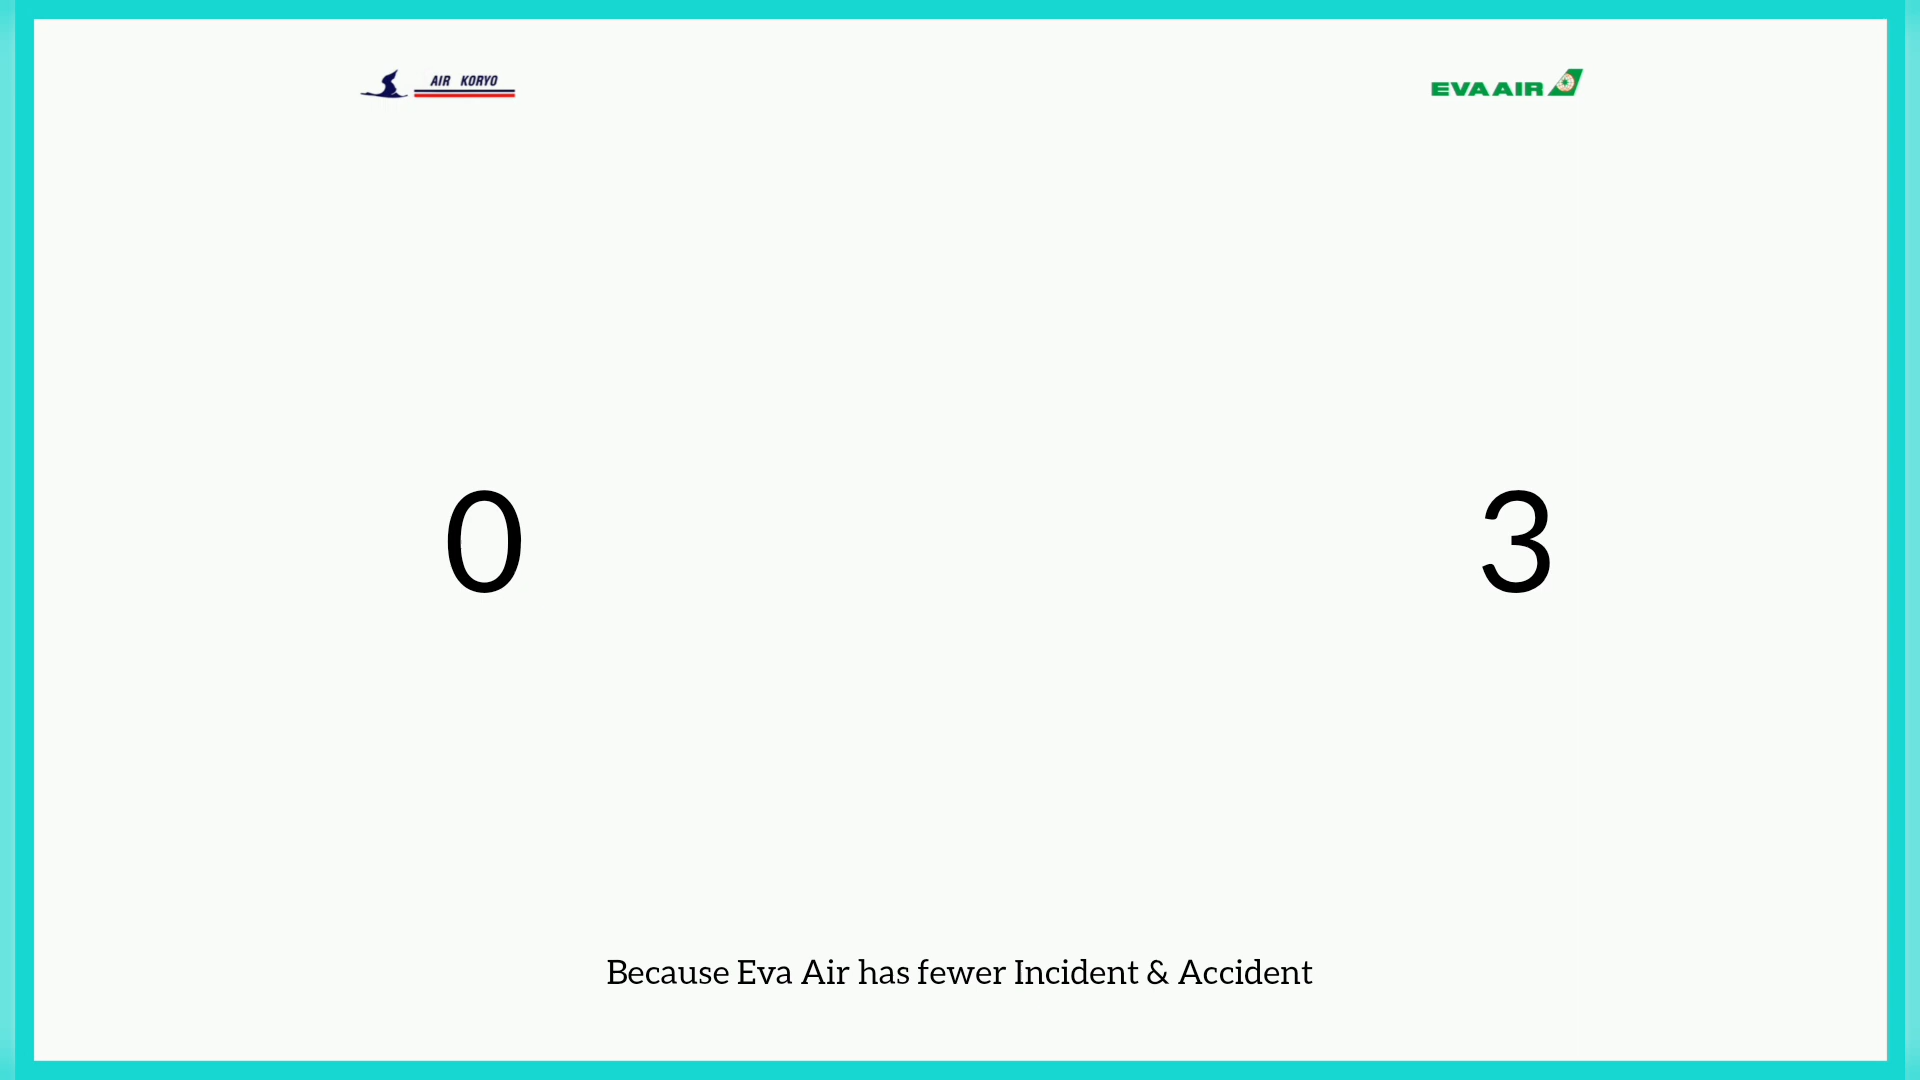 AIR KORYO
EVA AIR
0
3
Because Eva Air has fewer Incident & Accident